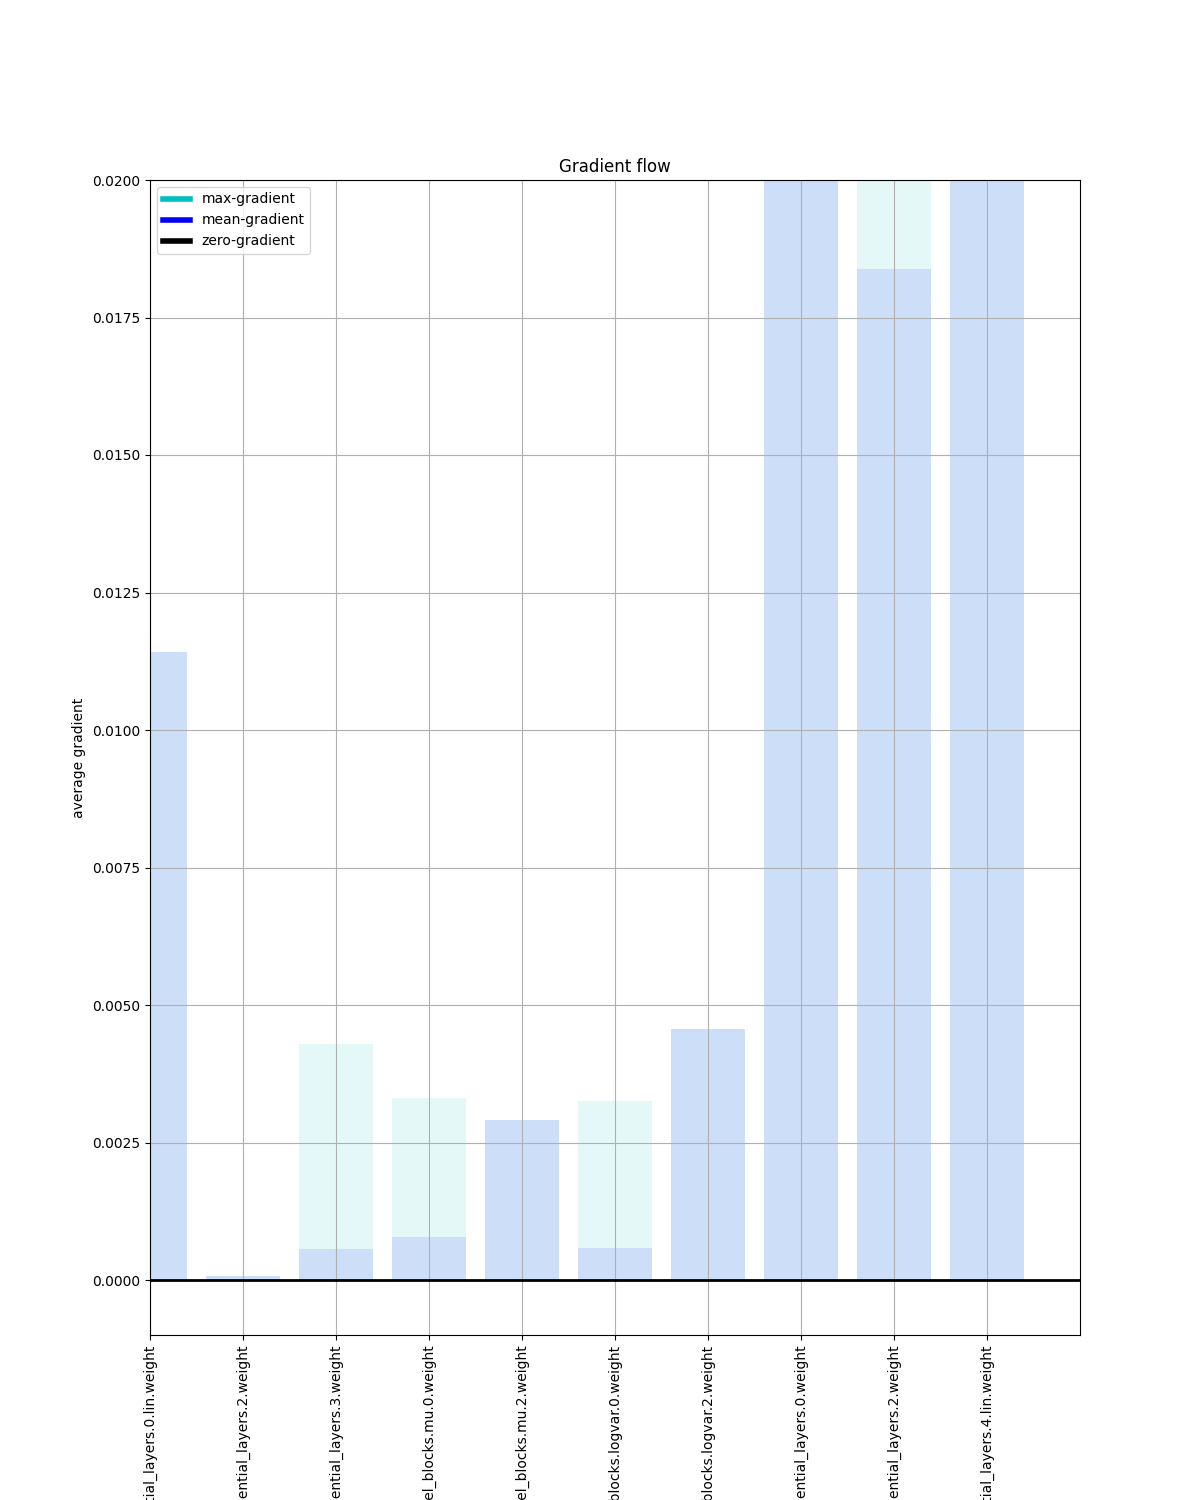 Gradient flow
max-gradient
mean-gradient
zero-gradient
0.0200
0.0175
0.0150
0.0125
0.0100
0.0075
0.0050
0.0025
0.0000
average gradient
tial_layers.0.lin.weight
ential_layers.2.weight
ential_layers.3.weight
el_blocks.mu.0.weight
el_blocks.mu.2.weight
blocks.logvar.0.weight
blocks.logvar.2.weight
ential_layers.0.weight
ential_layers.2.weight
tial_layers.4.lin.weight